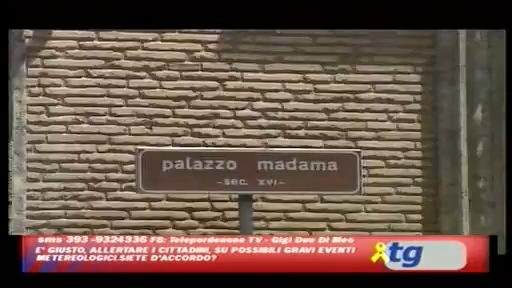 palazzo madama
-sec. XVI-
sms 393 -9324336 FB: Telepordenone TV - Gigi Duo Di Meo
E' GIUSTO, ALLERTARE I CITTADINI, SU POSSIBILI GRAVI EVENTI
METEREOLOGICI.SIETE D'ACCORDO?
tg